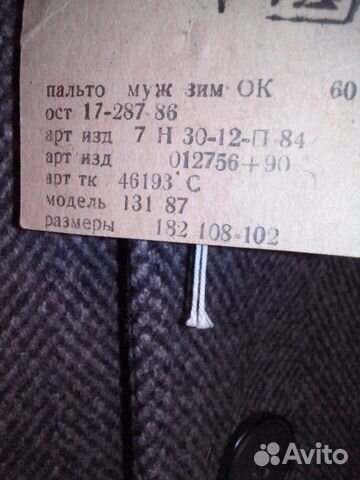 пальто муж зим ОК 60
ост 17-287-86
арт изд 7 Н 30-12-П-84
арт изд 012756+90
арт тк 46193 С
модель 131 87
размеры 182 108-102
Avito